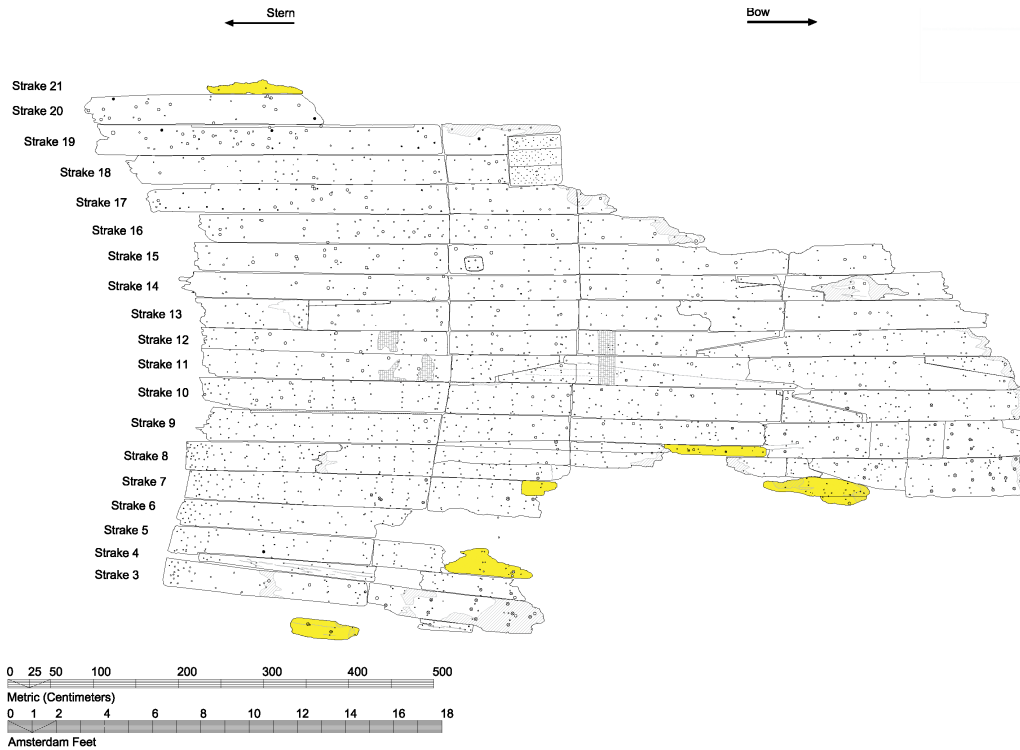 Stern
Bow
Strake 21
Strake 20
Strake 19
Strake 18
Strake 17
Strake 16
Strake 15
Strake 14
Strake 13
Strake 12
Strake 11
Strake 10
Strake 9
Strake 8
Strake 7
Strake 6
Strake 5
Strake 4
Strake 3
0 25 50 100 200 300 400 500
Metric (Centimeters)
0 1 2 4 6 8 10 12 14 16 18
Amsterdam Feet